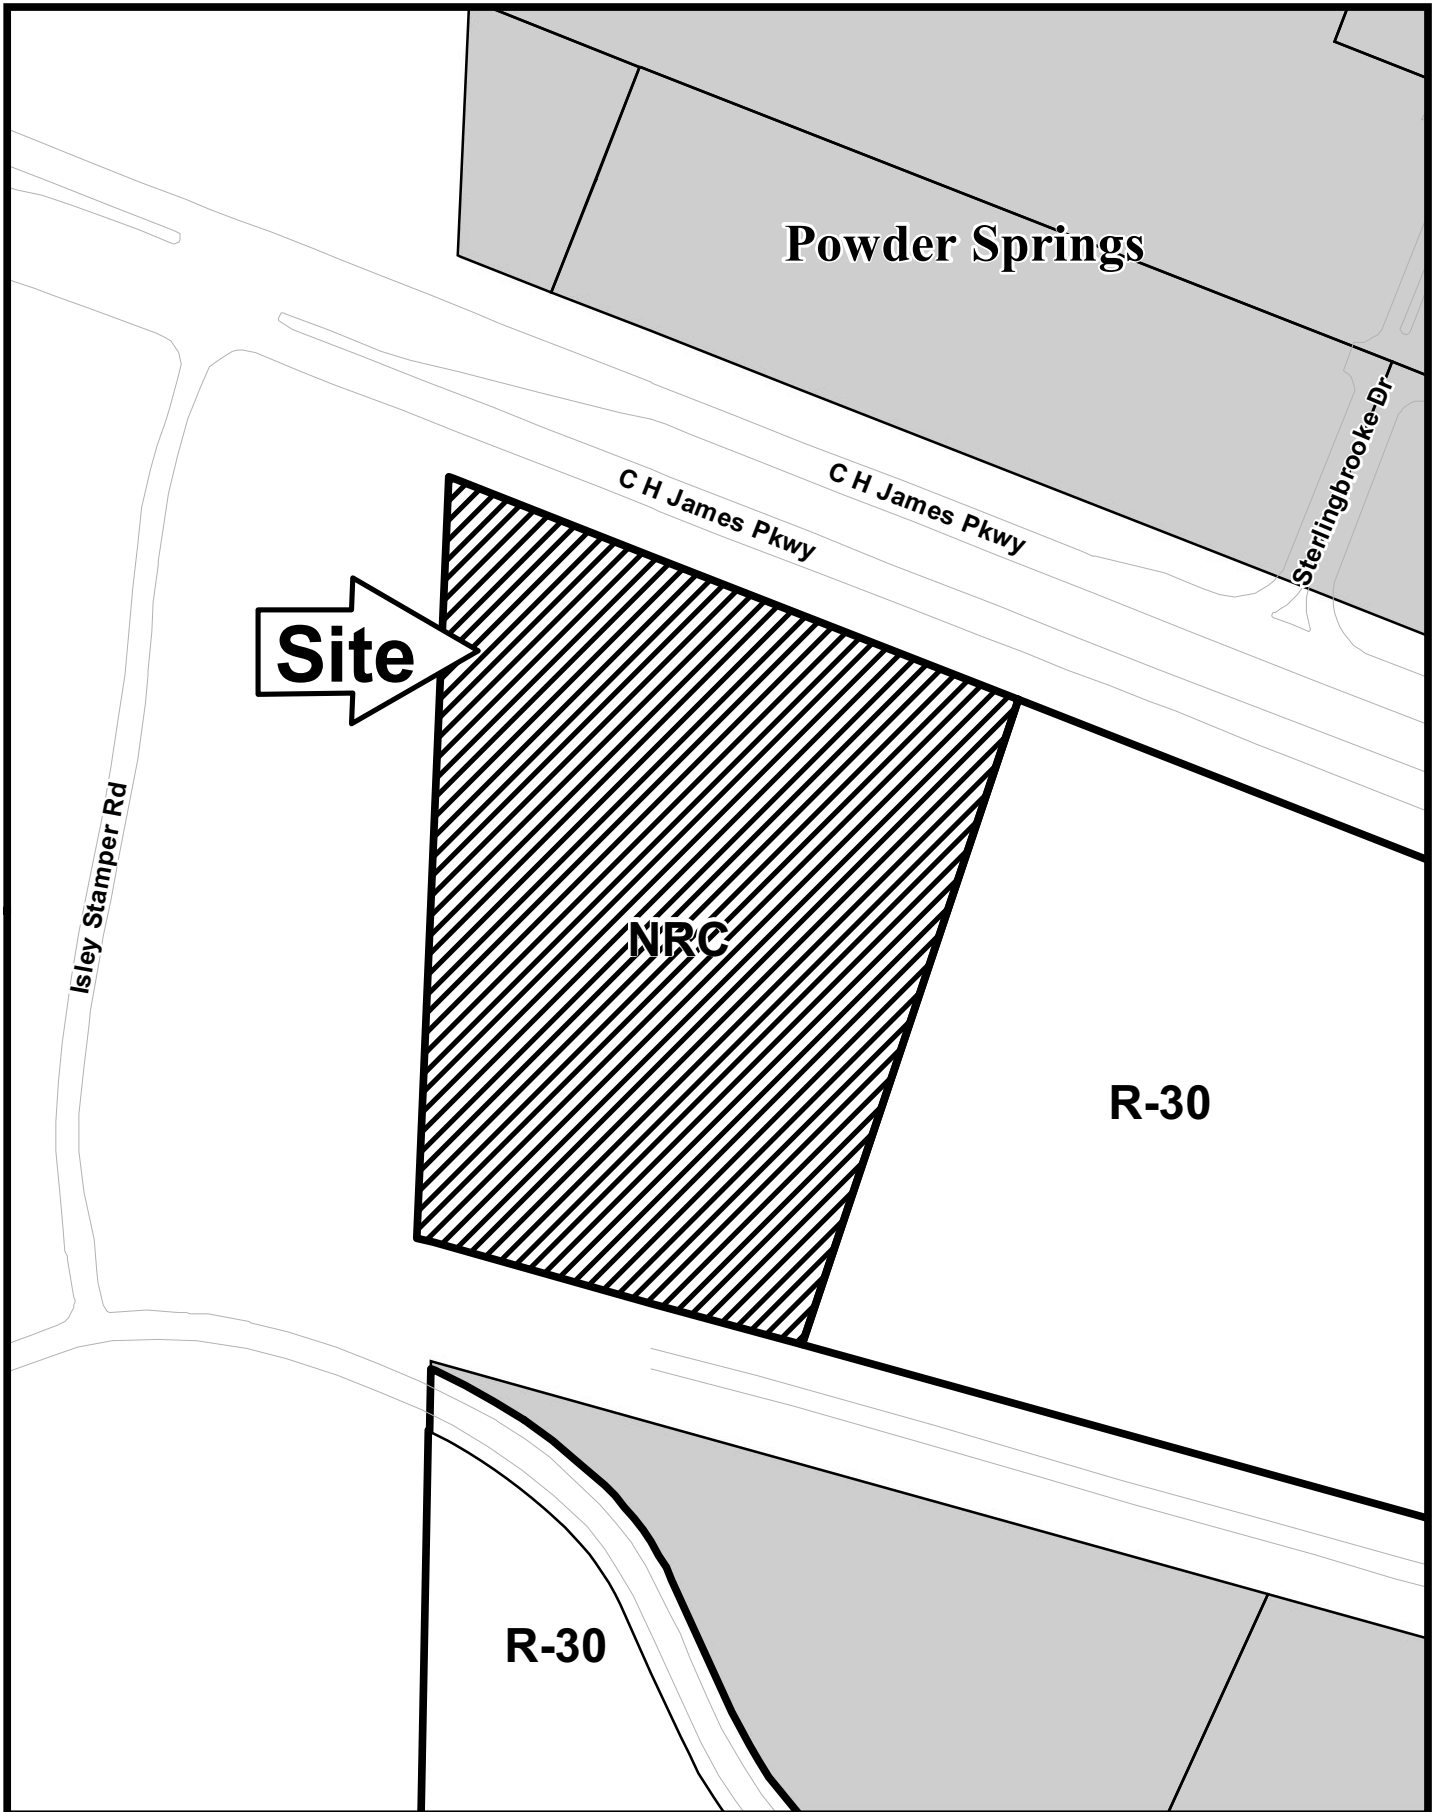 Powder Springs
Sterlingbrooke Dr
C H James Pkwy
C H James Pkwy
Site
Isley Stamper Rd
NRC
R-30
R-30